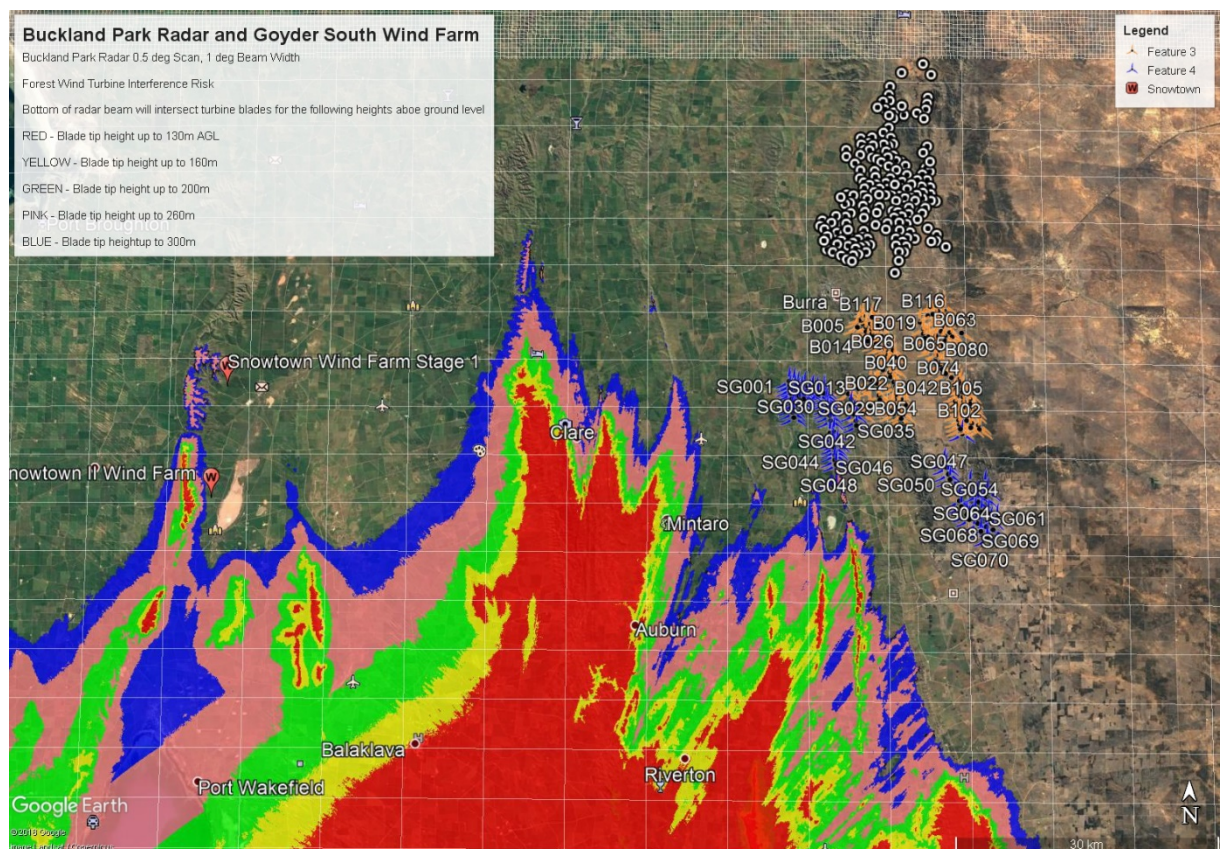 Buckland Park Radar and Goyder South Wind Farm
Buckland Park Radar 0.5 deg Scan, 1 deg Beam Width
Forest Wind Turbine Interference Risk
Bottom of radar beam will intersect turbine blades for the following heights aboe ground level
RED - Blade tip height up to 130m AGL
YELLOW - Blade tip height up to 160m
GREEN - Blade tip height up to 200m
PINK - Blade tip height up to 260m
BLUE - Blade tip heightup to 300m
Port Broughton
Legend
Feature 3
Feature 4
W Snowtown
Burra
B117
B116
B005
B019
B063
B014
B026
B065
B080
B040
B074
Snowtown Wind Farm Stage 1
SG001
SG013
B022
B042
B105
SG030
SG029
B054
B102
Clare
SG035
SG042
SG044
SG046
SG047
nowtown II Wind Farm
W
SG048
SG050
SG054
Mintaro
SG064
SG061
SG068
SG069
SG070
Auburn
Balaklava
Riverton
Port Wakefield
Google Earth
©2018 Google
30 km
N